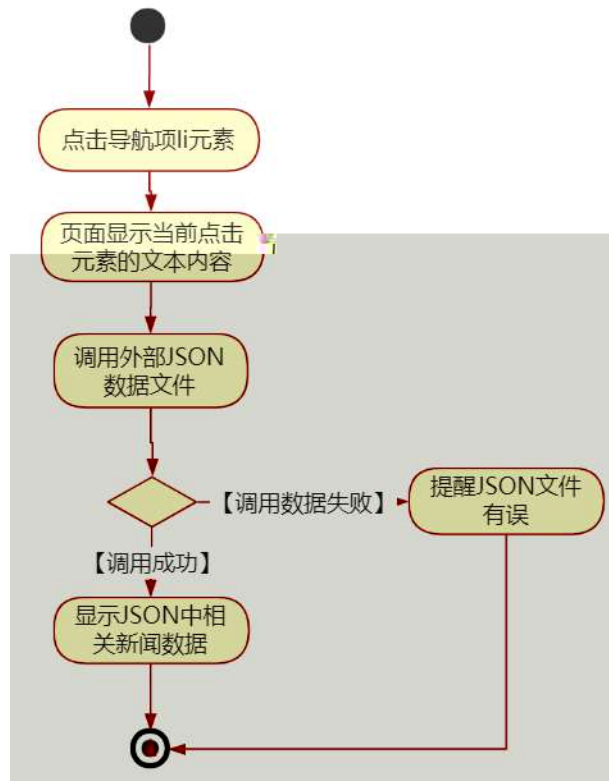 点击导航项li元素
页面显示当前点击
元素的文本内容
调用外部JSON
数据文件
【调用数据失败】
提醒JSON文件
有误
【调用成功】
显示JSON中相
关新闻数据